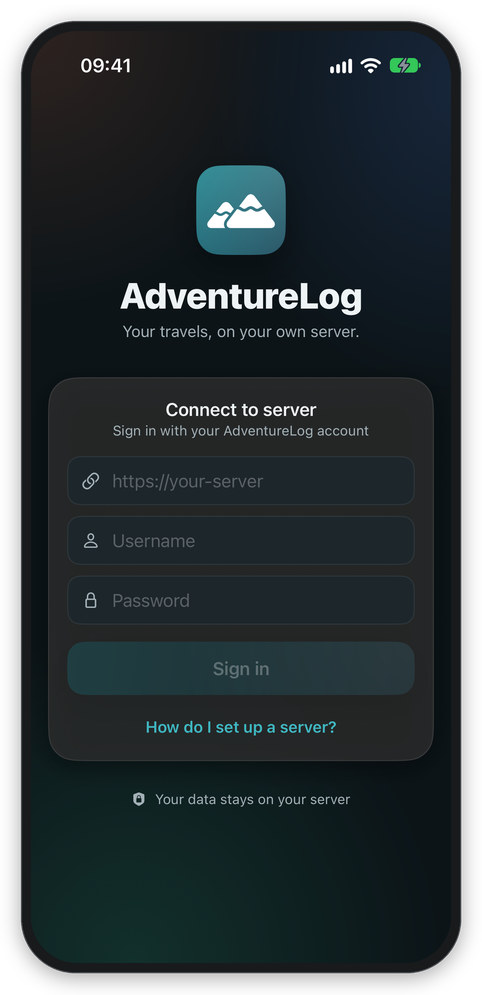 09:41
AdventureLog
Your travels, on your own server.
Connect to server
Sign in with your AdventureLog account
https://your-server
Username
Password
Sign in
How do I set up a server?
Your data stays on your server